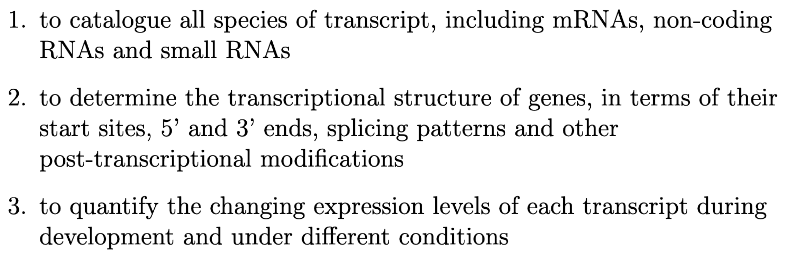 1. to catalogue all species of transcript, including mRNAs, non-coding
RNAs and small RNAs
2. to determine the transcriptional structure of genes, in terms of their
start sites, 5’ and 3’ ends, splicing patterns and other
post-transcriptional modifications
3. to quantify the changing expression levels of each transcript during
development and under different conditions